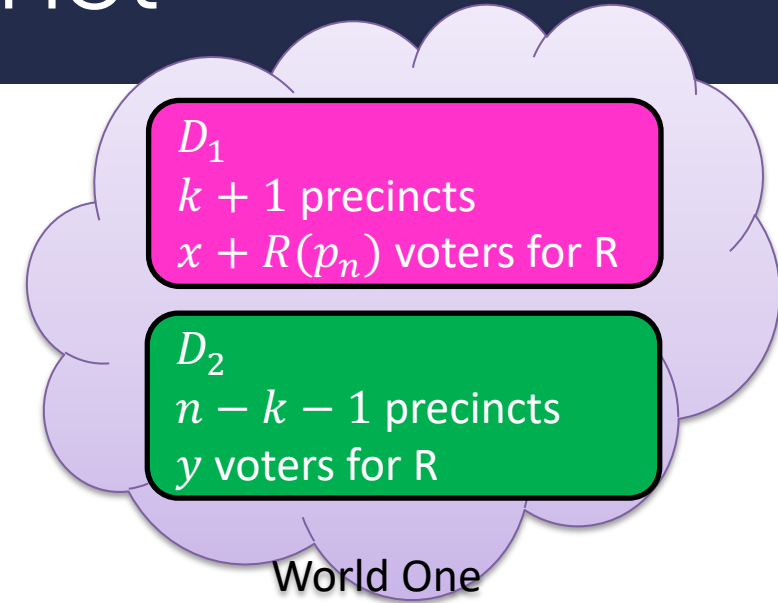 D₁
k + 1 precincts
x + R(pₙ) voters for R
D₂
n − k − 1 precincts
y voters for R
World One